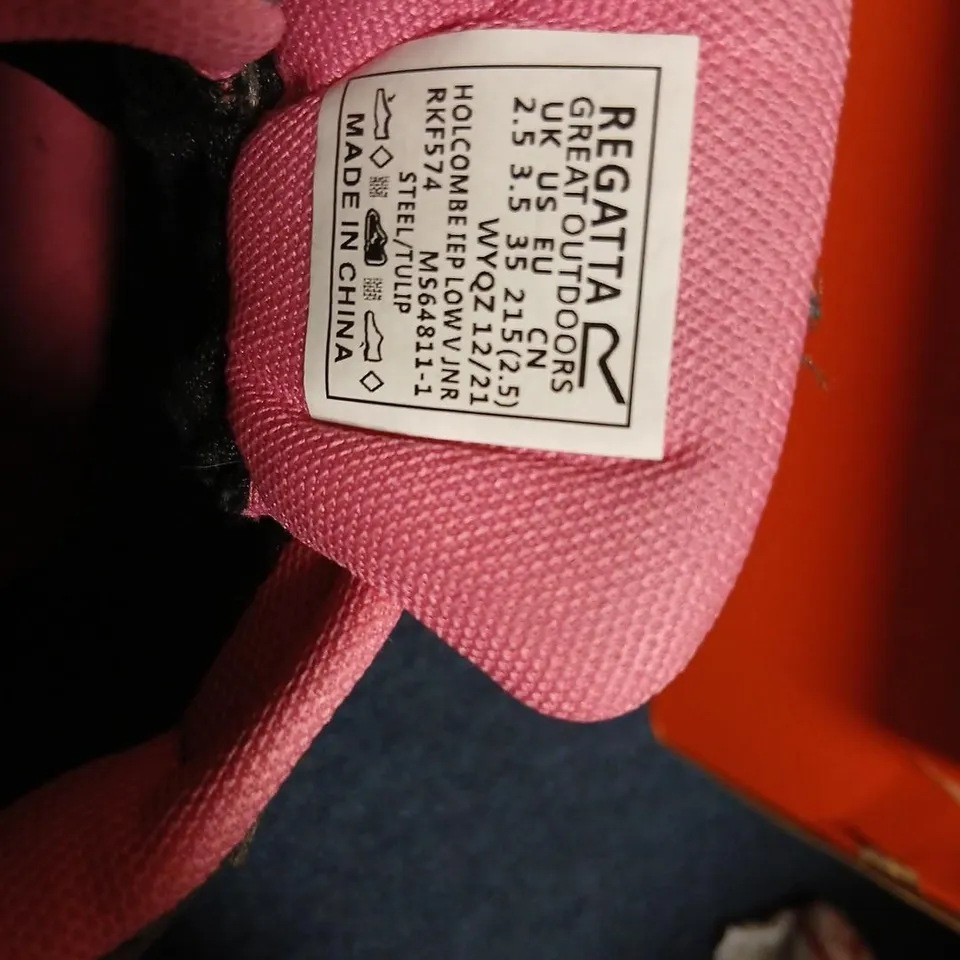 REGATTA
GREAT OUTDOORS
UK US EU CN
2.5 3.5 35 215(2.5)
WYQZ 12/21
HOLCOMBE IEP LOW V JNR
RKF574 MS64811-1
STEEL/TULIP
MADE IN CHINA